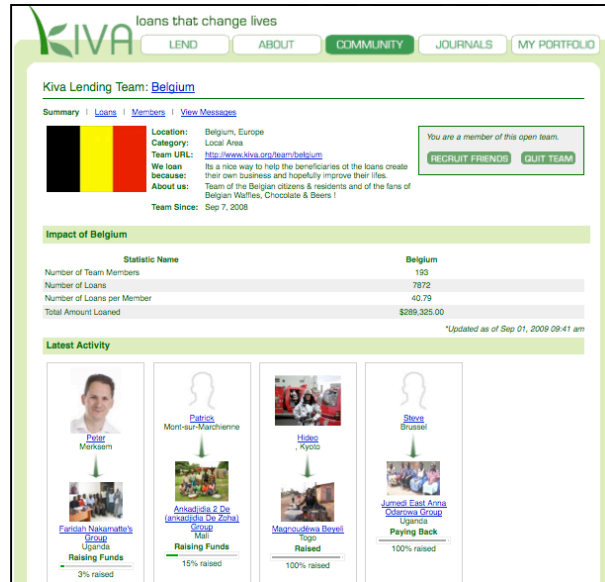 KIVA
loans that change lives
LEND
ABOUT
COMMUNITY
JOURNALS
MY PORTFOLIO
Kiva Lending Team: Belgium
Summary | Loans | Members | View Messages
Location: Belgium, Europe
Category: Local Area
Team URL: http://www.kiva.org/team/belgium
We loan because: Its a nice way to help the beneficiaries ot the loans create
their own business and hopefully improve their lifes.
About us: Team of the Belgian citizens & residents and of the fans of
Belgian Waffles, Chocolate & Beers !
Team Since: Sep 7, 2008
You are a member of this open team.
RECRUIT FRIENDS
QUIT TEAM
Impact of Belgium
Statistic Name Belgium
Number of Team Members 193
Number of Loans 7872
Number of Loans per Member 40.79
Total Amount Loaned $289,325.00
*Updated as of Sep 01, 2009 09:41 am
Latest Activity
Peter
Merksem
Faridah Nakamatte's
Group
Uganda
Raising Funds
3% raised
Patrick
Mont-sur-Marchienne
Ankadjidia 2 De
(ankadjidia De Zoha)
Group
Mali
Raising Funds
15% raised
Hideo
, Kyoto
Magnoudéwa Beyeli
Togo
Raised
100% raised
Steve
Brussel
Jumedi East Anna
Odarowa Group
Uganda
Paying Back
100% raised